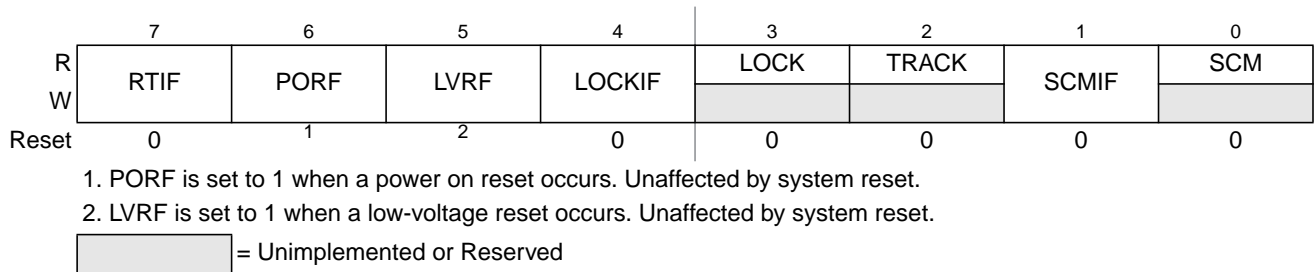 7 6 5 4 3 2 1 0
R RTIF PORF LVRF LOCKIF LOCK TRACK SCMIF SCM
W
Reset 0 1 2 0 0 0 0 0
1. PORF is set to 1 when a power on reset occurs. Unaffected by system reset.
2. LVRF is set to 1 when a low-voltage reset occurs. Unaffected by system reset.
= Unimplemented or Reserved